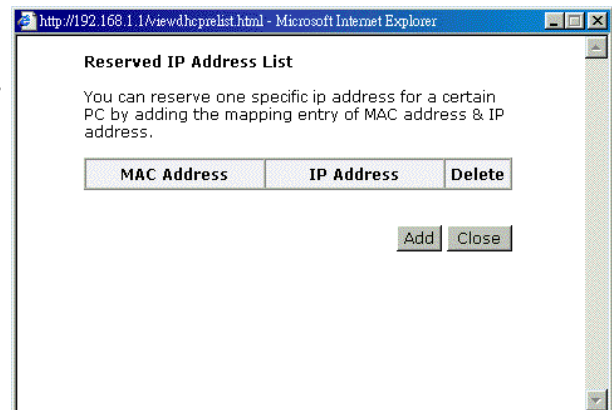 http://192.168.1.1/viewdhcprelist.html - Microsoft Internet Explorer
Reserved IP Address List
You can reserve one specific ip address for a certain
PC by adding the mapping entry of MAC address & IP
address.
MAC Address IP Address Delete
Add Close